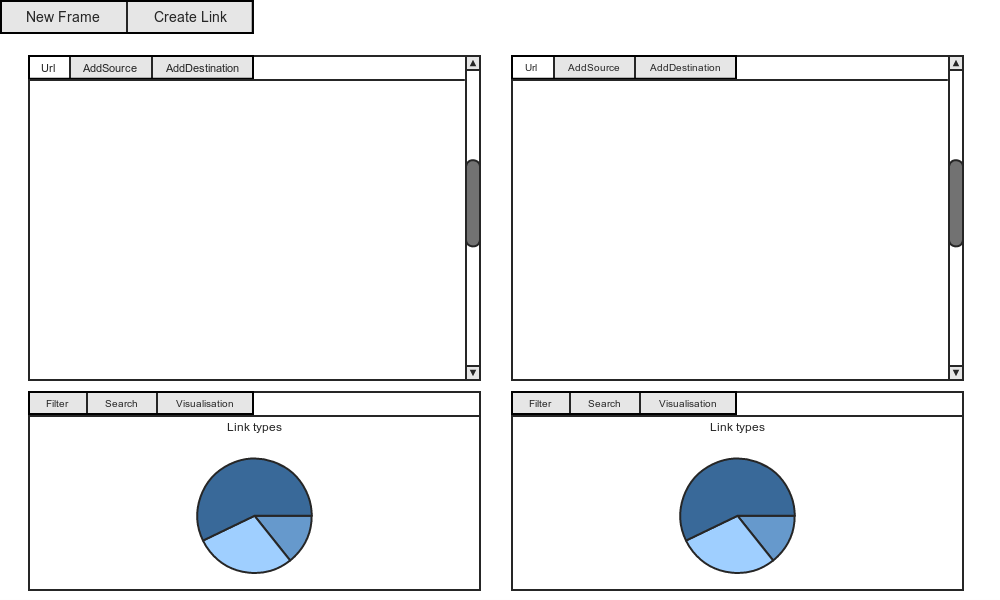 New Frame Create Link
Url AddSource AddDestination
Url AddSource AddDestination
Filter Search Visualisation
Filter Search Visualisation
Link types
Link types